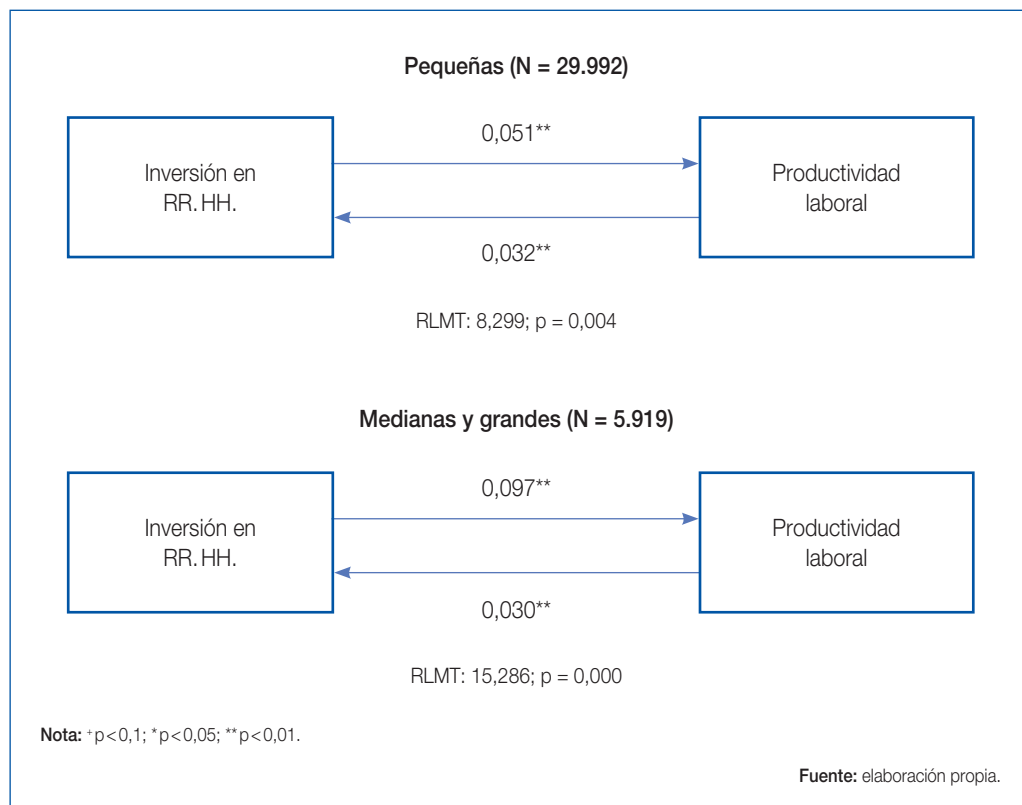 Pequeñas (N = 29.992)
0,051**
Inversión en
RR. HH.
Productividad
laboral
0,032**
RLMT: 8,299; p = 0,004
Medianas y grandes (N = 5.919)
0,097**
Inversión en
RR. HH.
Productividad
laboral
0,030**
RLMT: 15,286; p = 0,000
Nota: +p<0,1; *p<0,05; **p<0,01.
Fuente: elaboración propia.